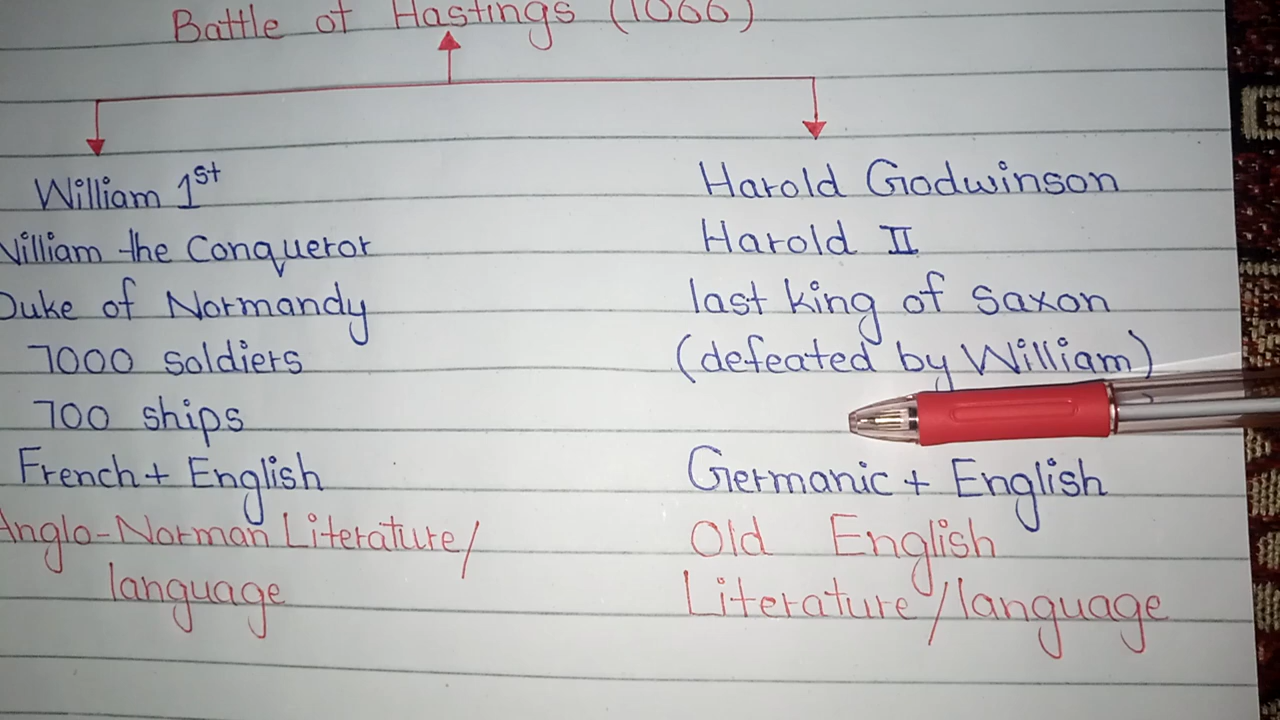 Battle of Hastings (1066)
William 1st
William the Conqueror
Duke of Normandy
7000 soldiers
700 ships
French + English
Anglo-Norman Literature/
language
Harold Godwinson
Harold II
last king of Saxon
(defeated by William)
Germanic + English
Old English
Literature/language